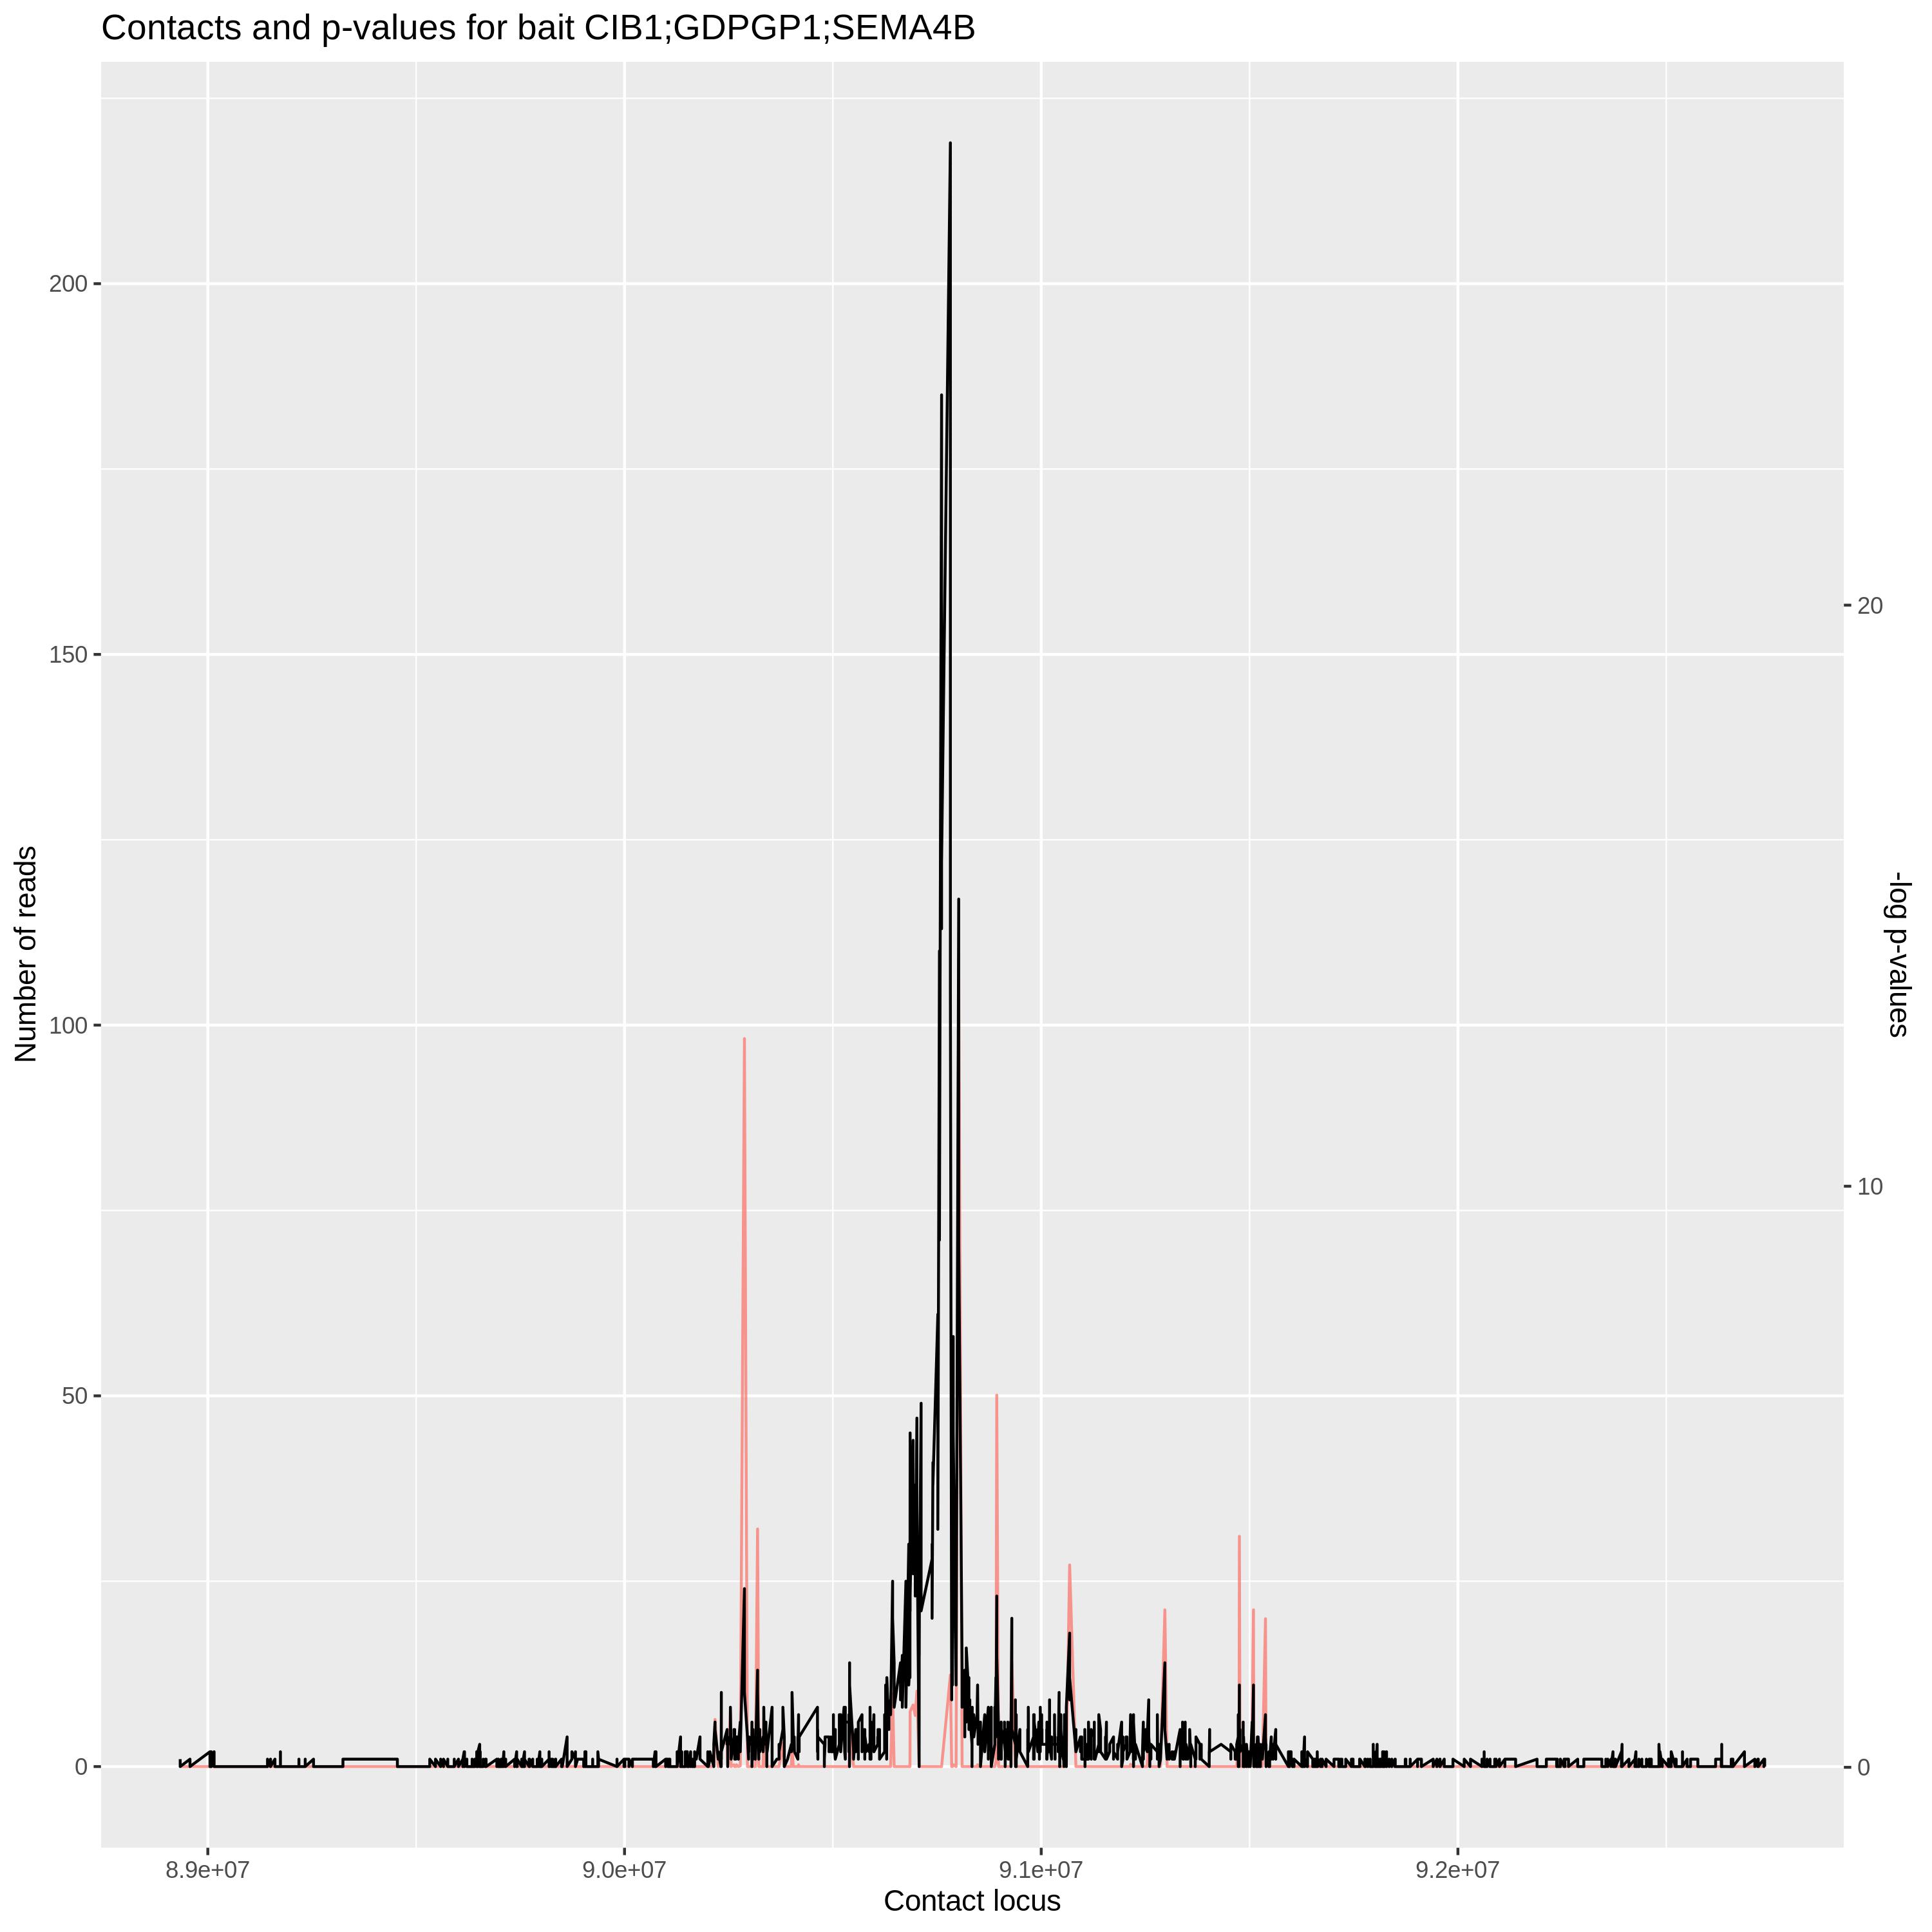 Contacts and p-values for bait CIB1;GDPGP1;SEMA4B
Number of reads
200
150
100
50
0
20
10
0
-log p-values
8.9e+07
9.0e+07
9.1e+07
9.2e+07
Contact locus